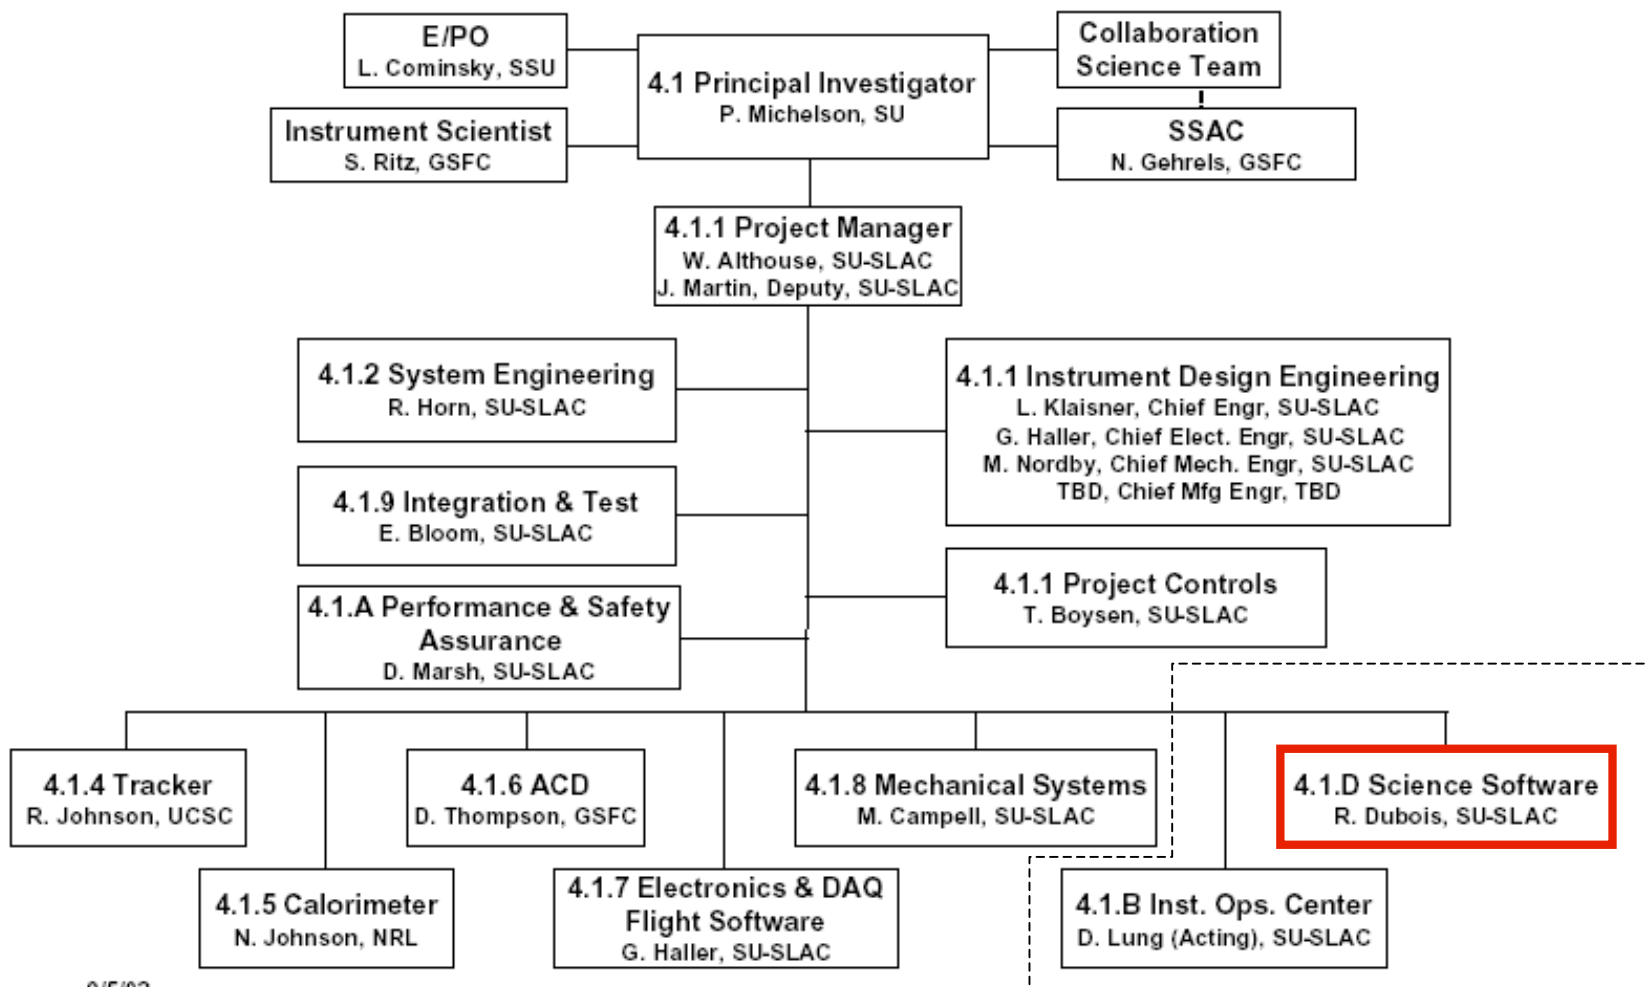 E/PO
L. Cominsky, SSU
4.1 Principal Investigator
P. Michelson, SU
Collaboration
Science Team
Instrument Scientist
S. Ritz, GSFC
SSAC
N. Gehrels, GSFC
4.1.1 Project Manager
W. Althouse, SU-SLAC
J. Martin, Deputy, SU-SLAC
4.1.2 System Engineering
R. Horn, SU-SLAC
4.1.1 Instrument Design Engineering
L. Klaisner, Chief Engr, SU-SLAC
G. Haller, Chief Elect. Engr, SU-SLAC
M. Nordby, Chief Mech. Engr, SU-SLAC
TBD, Chief Mfg Engr, TBD
4.1.9 Integration & Test
E. Bloom, SU-SLAC
4.1.1 Project Controls
T. Boysen, SU-SLAC
4.1.A Performance & Safety
Assurance
D. Marsh, SU-SLAC
4.1.4 Tracker
R. Johnson, UCSC
4.1.6 ACD
D. Thompson, GSFC
4.1.8 Mechanical Systems
M. Campell, SU-SLAC
4.1.D Science Software
R. Dubois, SU-SLAC
4.1.5 Calorimeter
N. Johnson, NRL
4.1.7 Electronics & DAQ
Flight Software
G. Haller, SU-SLAC
4.1.B Inst. Ops. Center
D. Lung (Acting), SU-SLAC